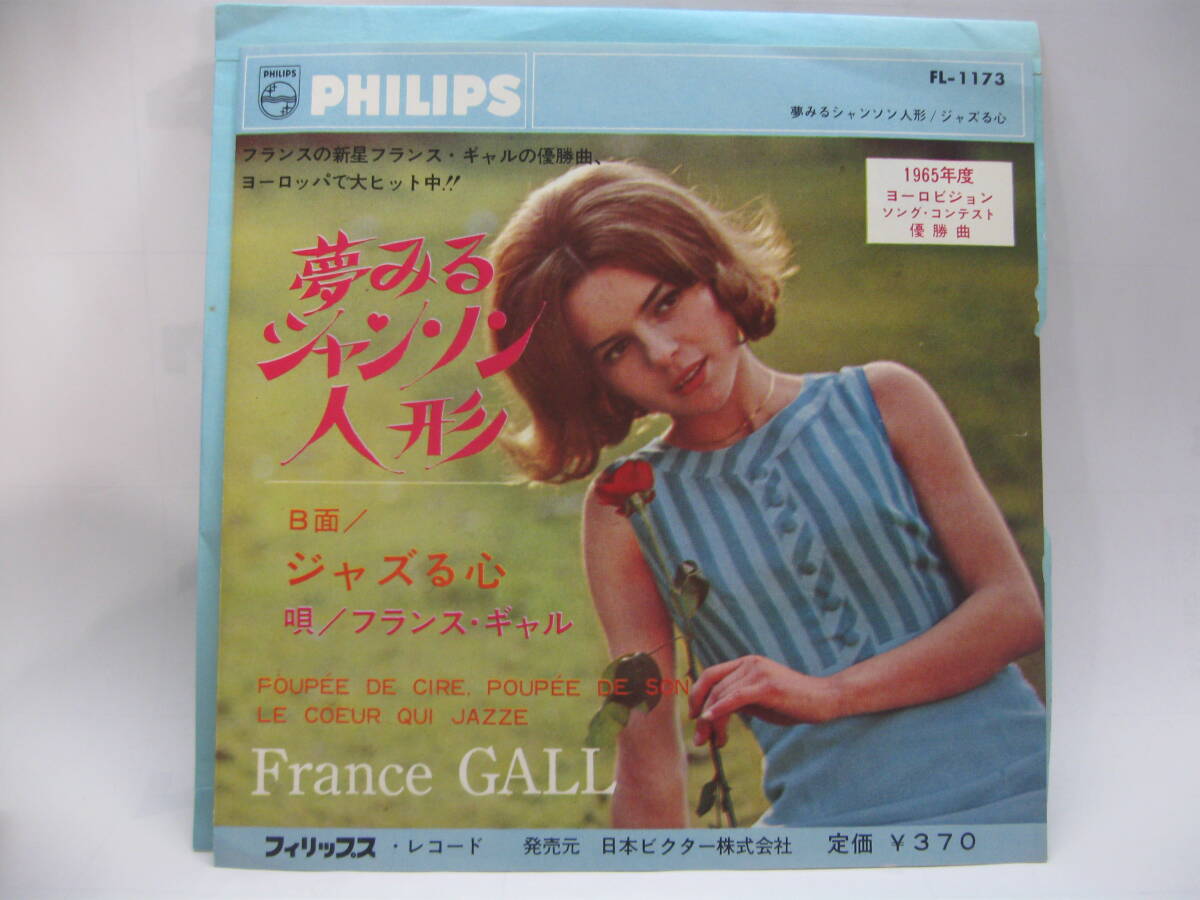 PHILIPS
PHILIPS
FL-1173
夢みるシャンソン人形/ジャズる心
フランスの新星フランス・ギャルの優勝曲、
ヨーロッパで大ヒット中!!
1965年度
ヨーロビジョン
ソング・コンテスト
優勝曲
夢みる
シャンソン
人形
B面/
ジャズる心
唄/フランス・ギャル
POUPÉE DE CIRE, POUPÉE DE SON
LE COEUR QUI JAZZE
France GALL
フィリップス・レコード 発売元 日本ビクター株式会社 定価 ¥370